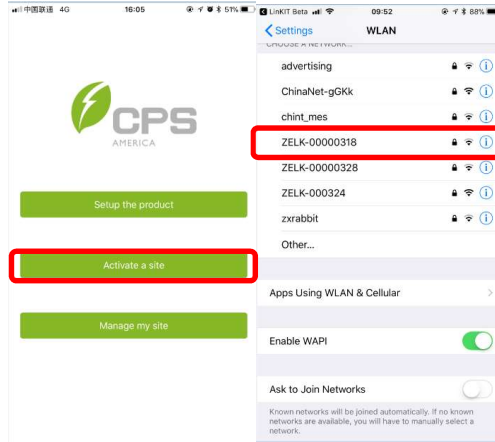 中国联通 4G 16:05 51%
CPS
AMERICA
Setup the product
Activate a site
Manage my site
LinKIT Beta 09:52 88%
Settings WLAN
CHOOSE A NETWORK...
advertising
ChinaNet-gGKk
chint_mes
ZELK-00000318
ZELK-00000328
ZELK-000324
zxrabbit
Other...
Apps Using WLAN & Cellular
Enable WAPI
Ask to Join Networks
Known networks will be joined automatically. If no known
networks are available, you will have to manually select a
network.